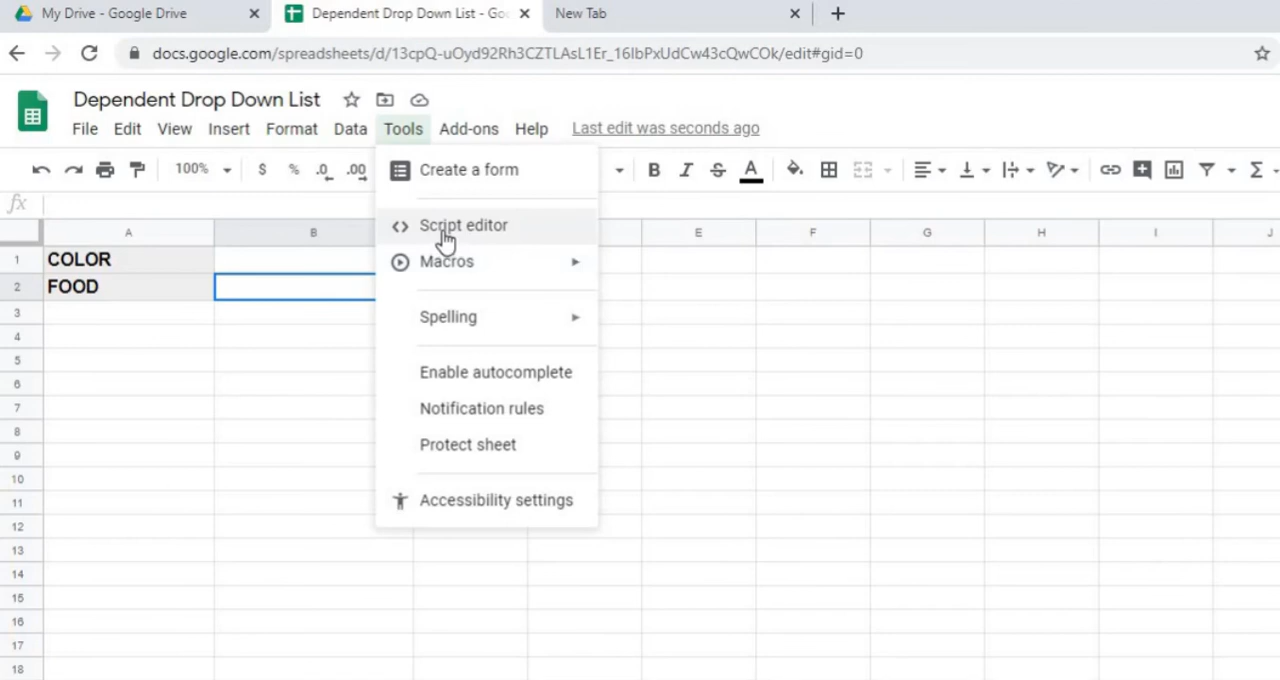 My Drive - Google Drive
Dependent Drop Down List - Goo
New Tab
docs.google.com/spreadsheets/d/13cpQ-uOyd92Rh3CZTLAsL1Er_16IbPxUdCw43cQwCOk/edit#gid=0
Dependent Drop Down List
File Edit View Insert Format Data Tools Add-ons Help Last edit was seconds ago
100% $ % .0 .00 B I S A Σ
fx
A B E F G H I J
1 COLOR
2 FOOD
3
4
5
6
7
8
9
10
11
12
13
14
15
16
17
18
Create a form
Script editor
Macros
Spelling
Enable autocomplete
Notification rules
Protect sheet
Accessibility settings